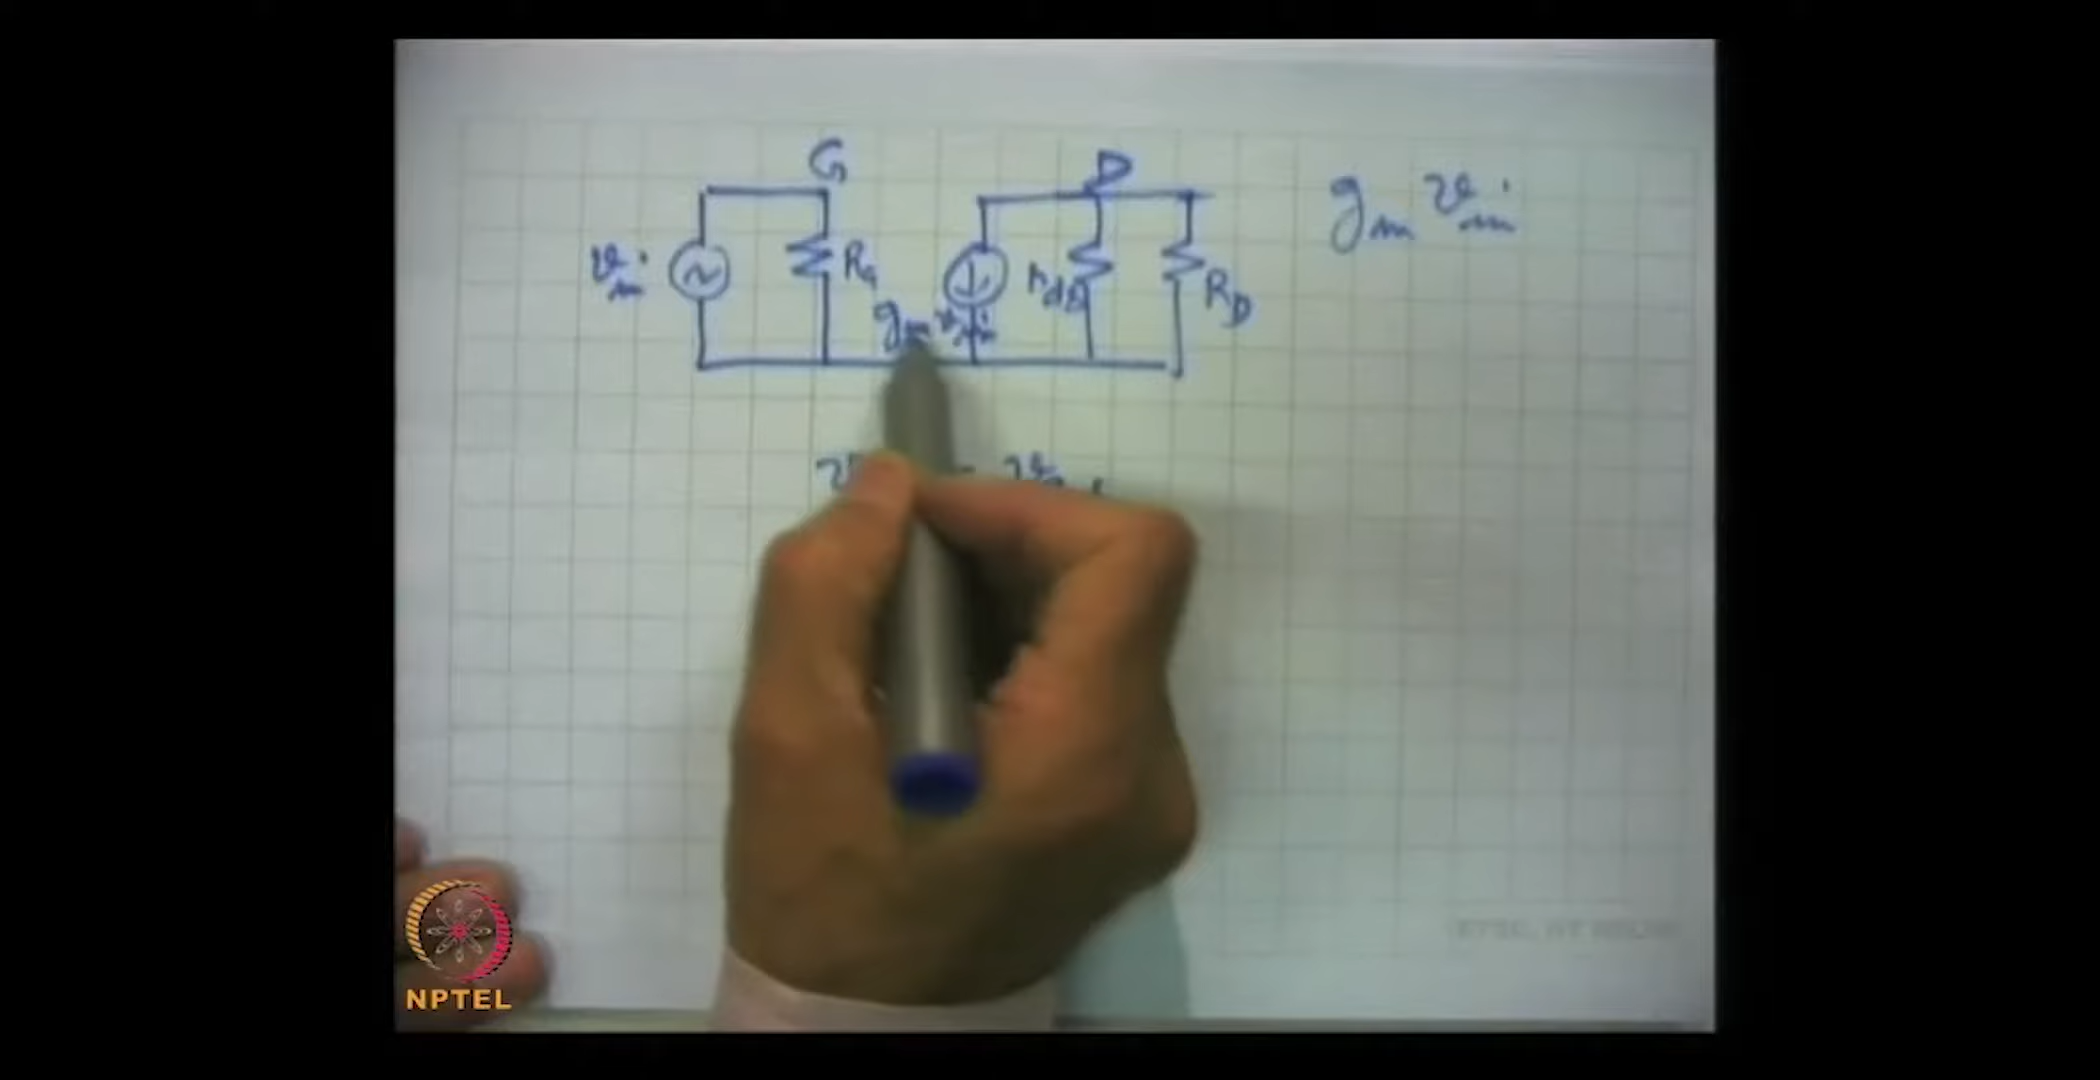 G D g_m v_in
v_in R_G r_ds R_D
g_m v_in
NPTEL